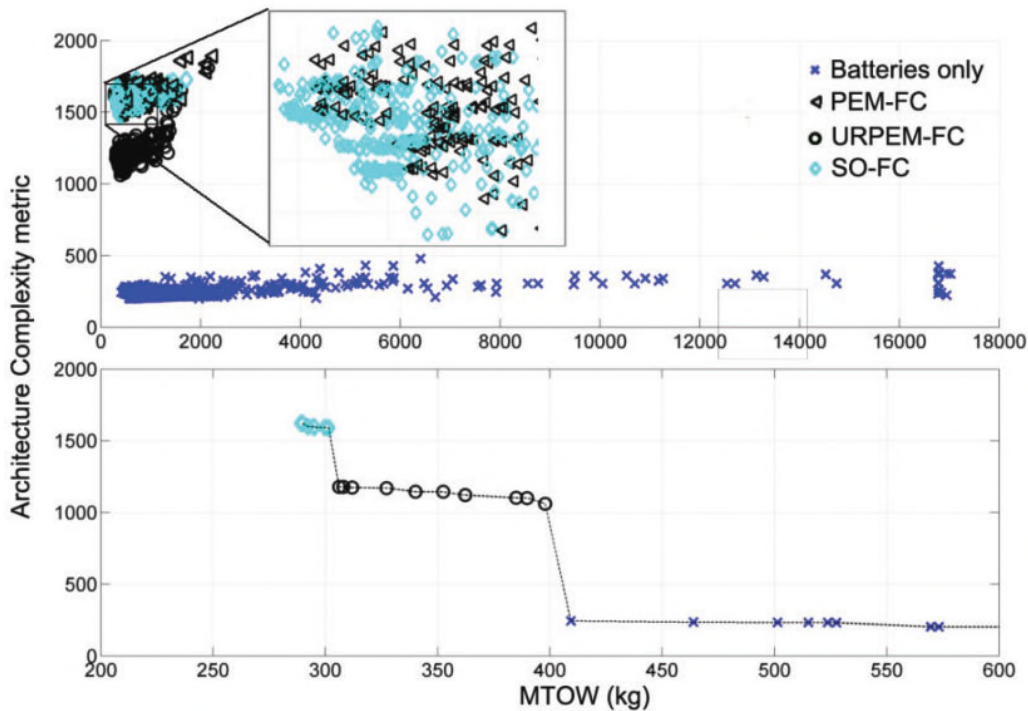 2000
1500
1000
500
0
0 2000 4000 6000 8000 10000 12000 14000 16000 18000
Batteries only
PEM-FC
URPEM-FC
SO-FC
Architecture Complexity metric
2000
1500
1000
500
0
200 250 300 350 400 450 500 550 600
MTOW (kg)